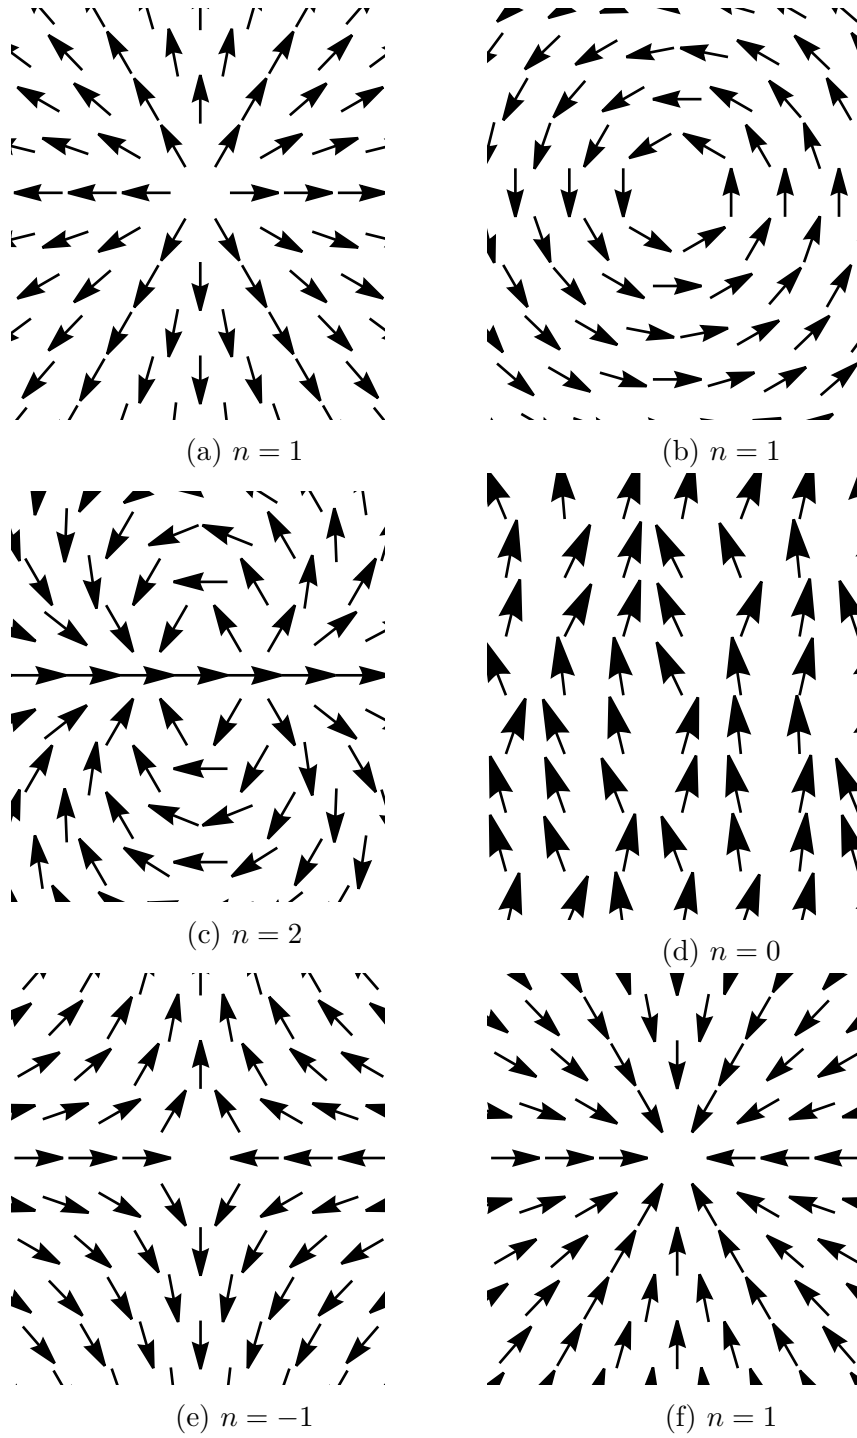 (a) n = 1
(b) n = 1
(c) n = 2
(d) n = 0
(e) n = −1
(f) n = 1